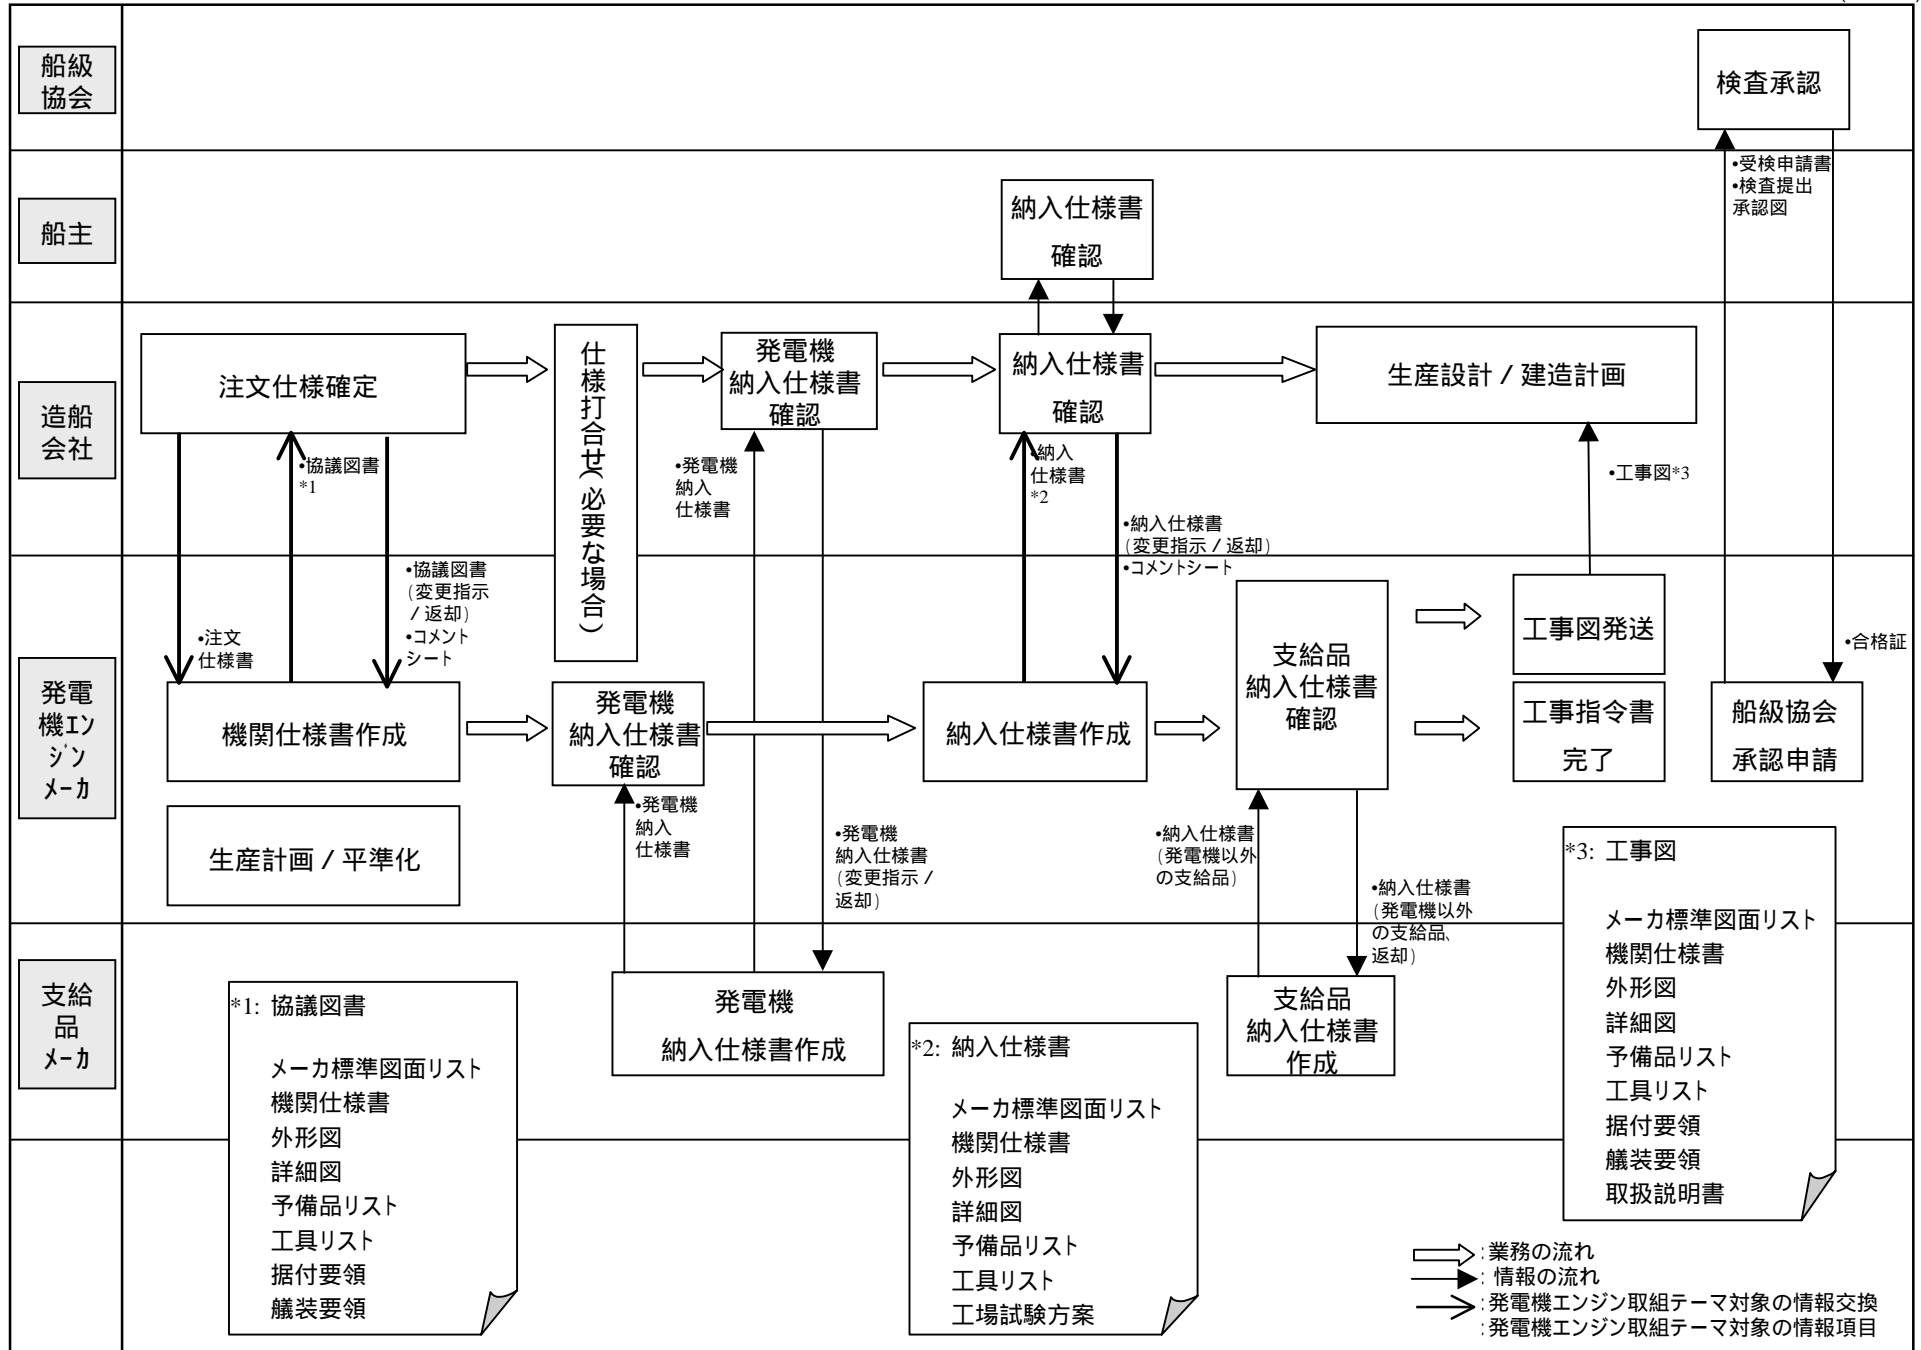 船級
協会
検査承認
•受検申請書
•検査提出
承認図
船主
納入仕様書
確認
造船
会社
注文仕様確定
仕様打合せ(必要な場合)
発電機
納入仕様書
確認
納入仕様書
確認
生産設計 / 建造計画
•協議図書
*1
•発電機
納入
仕様書
•納入
仕様書
*2
•工事図*3
•納入仕様書
(変更指示 / 返却)
•コメントシート
•協議図書
(変更指示
/ 返却)
•コメント
シート
•注文
仕様書
•合格証
発電
機エン
ジン
メーカ
機関仕様書作成
発電機
納入仕様書
確認
納入仕様書作成
支給品
納入仕様書
確認
工事図発送
工事指令書
完了
船級協会
承認申請
生産計画 / 平準化
•発電機
納入
仕様書
•発電機
納入仕様書
(変更指示 /
返却)
•納入仕様書
(発電機以外
の支給品)
•納入仕様書
(発電機以外
の支給品、
返却)
支給
品
メーカ
発電機
納入仕様書作成
支給品
納入仕様書
作成
*1: 協議図書
メーカ標準図面リスト
機関仕様書
外形図
詳細図
予備品リスト
工具リスト
据付要領
艤装要領
*2: 納入仕様書
メーカ標準図面リスト
機関仕様書
外形図
詳細図
予備品リスト
工具リスト
工場試験方案
*3: 工事図
メーカ標準図面リスト
機関仕様書
外形図
詳細図
予備品リスト
工具リスト
据付要領
艤装要領
取扱説明書
:業務の流れ
:情報の流れ
:発電機エンジン取組テーマ対象の情報交換
:発電機エンジン取組テーマ対象の情報項目